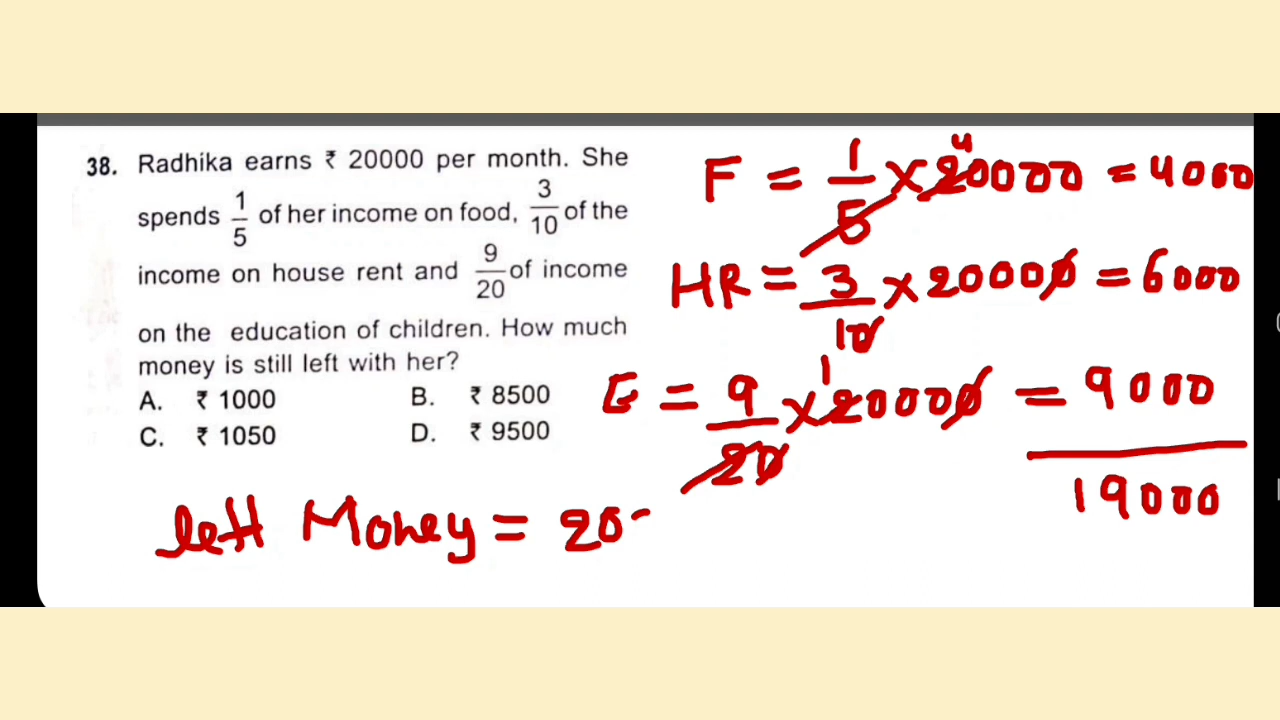 38. Radhika earns ₹ 20000 per month. She
spends 1/5 of her income on food, 3/10 of the
income on house rent and 9/20 of income
on the education of children. How much
money is still left with her?
A. ₹ 1000 B. ₹ 8500
C. ₹ 1050 D. ₹ 9500
F = 1/5 × 20000 = 4000
4
HR = 3/10 × 20000 = 6000
E = 9/20 × 20000 = 9000
1
19000
left Money = 20